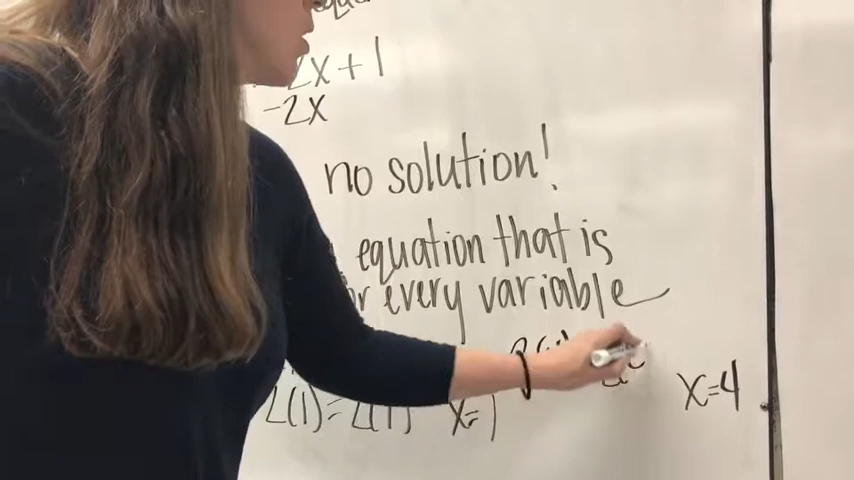 2x + 1
-2x
no solution!
equation that is
every variable
2(1) = 2(1) x=1
x=4